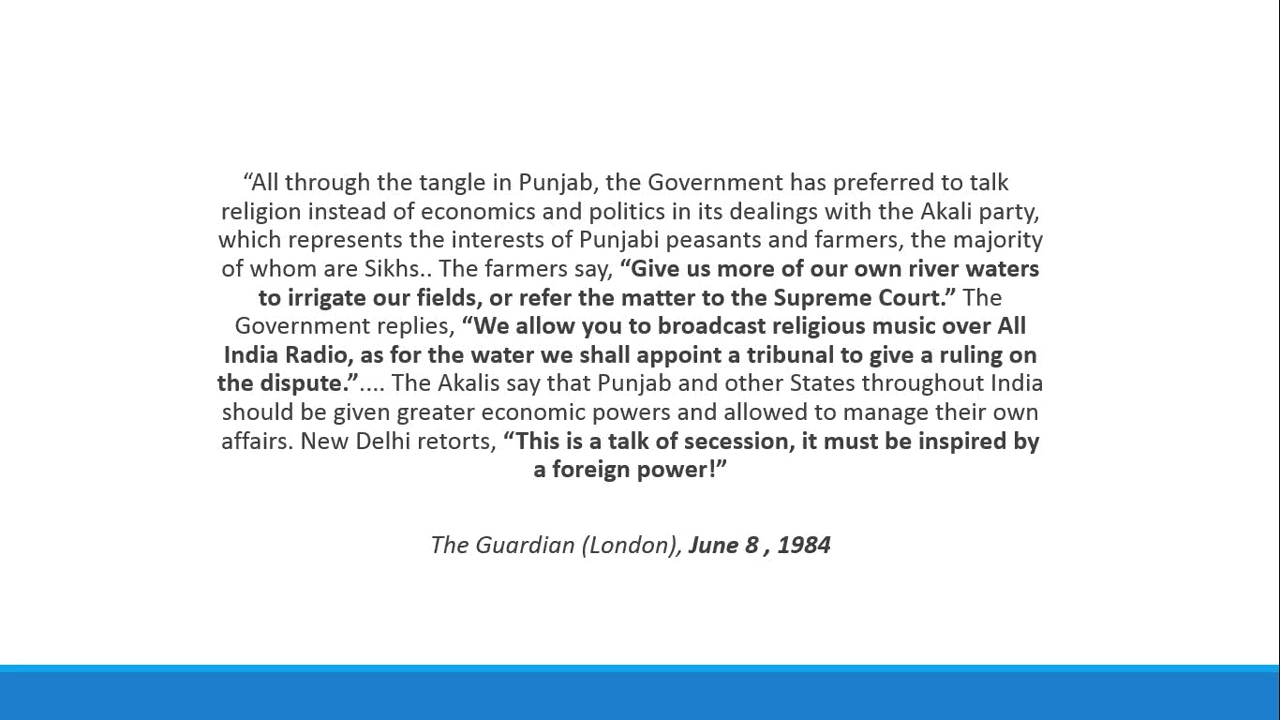 “All through the tangle in Punjab, the Government has preferred to talk
religion instead of economics and politics in its dealings with the Akali party,
which represents the interests of Punjabi peasants and farmers, the majority
of whom are Sikhs.. The farmers say, “Give us more of our own river waters
to irrigate our fields, or refer the matter to the Supreme Court.” The
Government replies, “We allow you to broadcast religious music over All
India Radio, as for the water we shall appoint a tribunal to give a ruling on
the dispute.”.... The Akalis say that Punjab and other States throughout India
should be given greater economic powers and allowed to manage their own
affairs. New Delhi retorts, “This is a talk of secession, it must be inspired by
a foreign power!”
The Guardian (London), June 8 , 1984